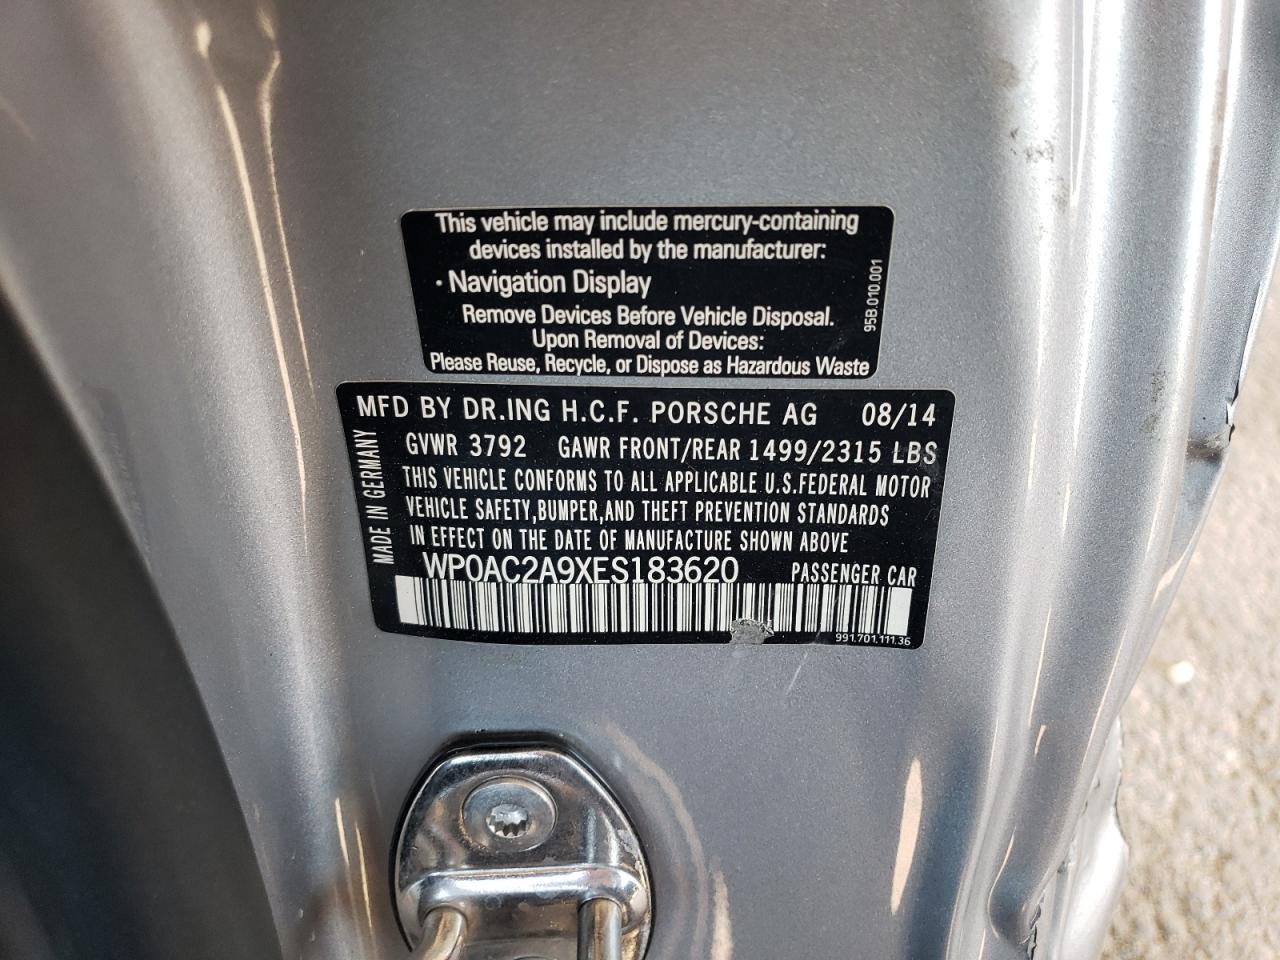 This vehicle may include mercury-containing
devices installed by the manufacturer:
· Navigation Display
Remove Devices Before Vehicle Disposal.
Upon Removal of Devices:
Please Reuse, Recycle, or Dispose as Hazardous Waste
95B.010.001
MFD BY DR.ING H.C.F. PORSCHE AG 08/14
GVWR 3792 GAWR FRONT/REAR 1499/2315 LBS
THIS VEHICLE CONFORMS TO ALL APPLICABLE U.S.FEDERAL MOTOR
VEHICLE SAFETY,BUMPER,AND THEFT PREVENTION STANDARDS
IN EFFECT ON THE DATE OF MANUFACTURE SHOWN ABOVE
WP0AC2A9XES183620 PASSENGER CAR
991.701.111.36
MADE IN GERMANY